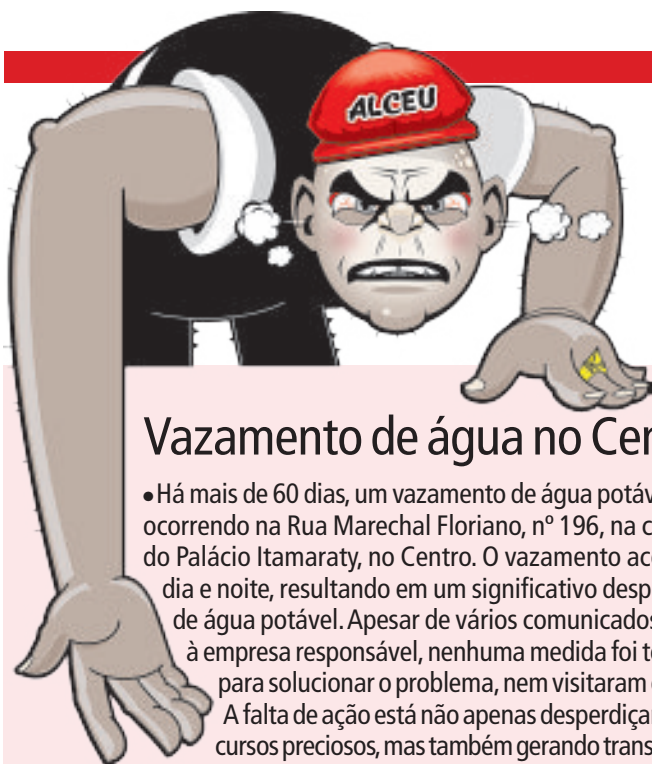 ALCEU
Vazamento de água no Cen
•Há mais de 60 dias, um vazamento de água potáv
ocorrendo na Rua Marechal Floriano, nº 196, na c
do Palácio Itamaraty, no Centro. O vazamento aco
dia e noite, resultando em um significativo desp
de água potável. Apesar de vários comunicados
à empresa responsável, nenhuma medida foi to
para solucionar o problema, nem visitaram
A falta de ação está não apenas desperdiça
cursos preciosos, mas também gerando trans